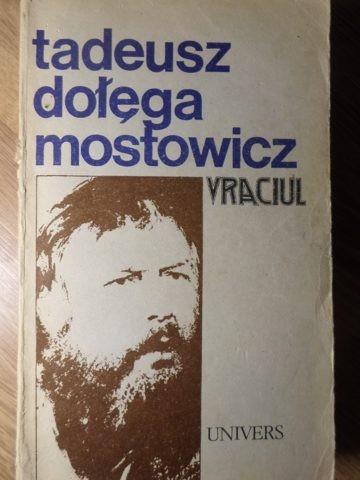 tadeusz
dołęga
mostowicz
VRACIUL
UNIVERS